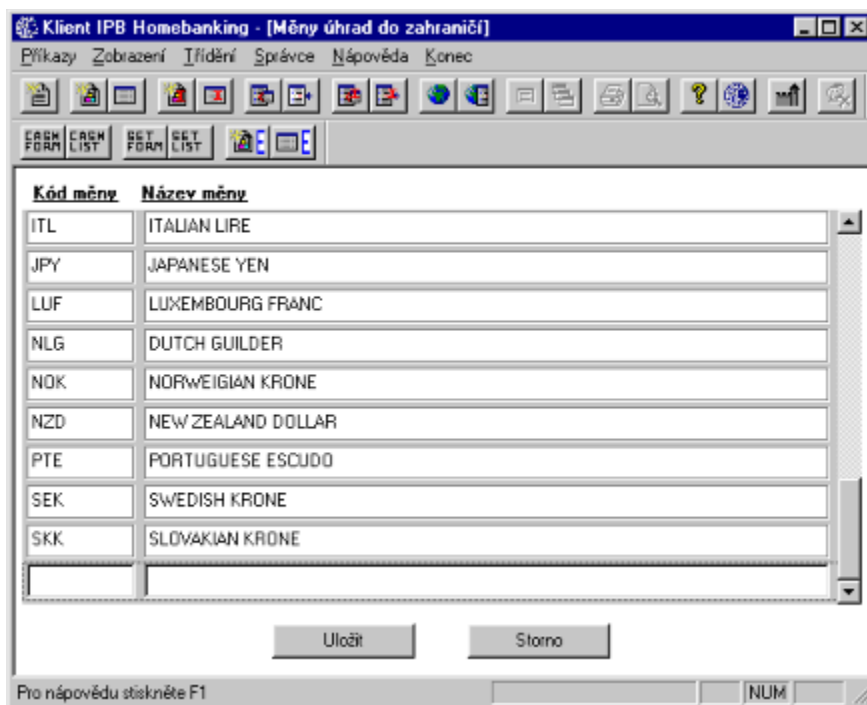 Klient IPB Homebanking - [Měny úhrad do zahraničí]
Příkazy Zobrazení Třídění Správce Nápověda Konec
CASH FORM CASH LIST SET FORM SET LIST
Kód měny Název měny
ITL ITALIAN LIRE
JPY JAPANESE YEN
LUF LUXEMBOURG FRANC
NLG DUTCH GUILDER
NOK NORWEIGIAN KRONE
NZD NEW ZEALAND DOLLAR
PTE PORTUGUESE ESCUDO
SEK SWEDISH KRONE
SKK SLOVAKIAN KRONE
Uložit Storno
Pro nápovědu stiskněte F1 NUM